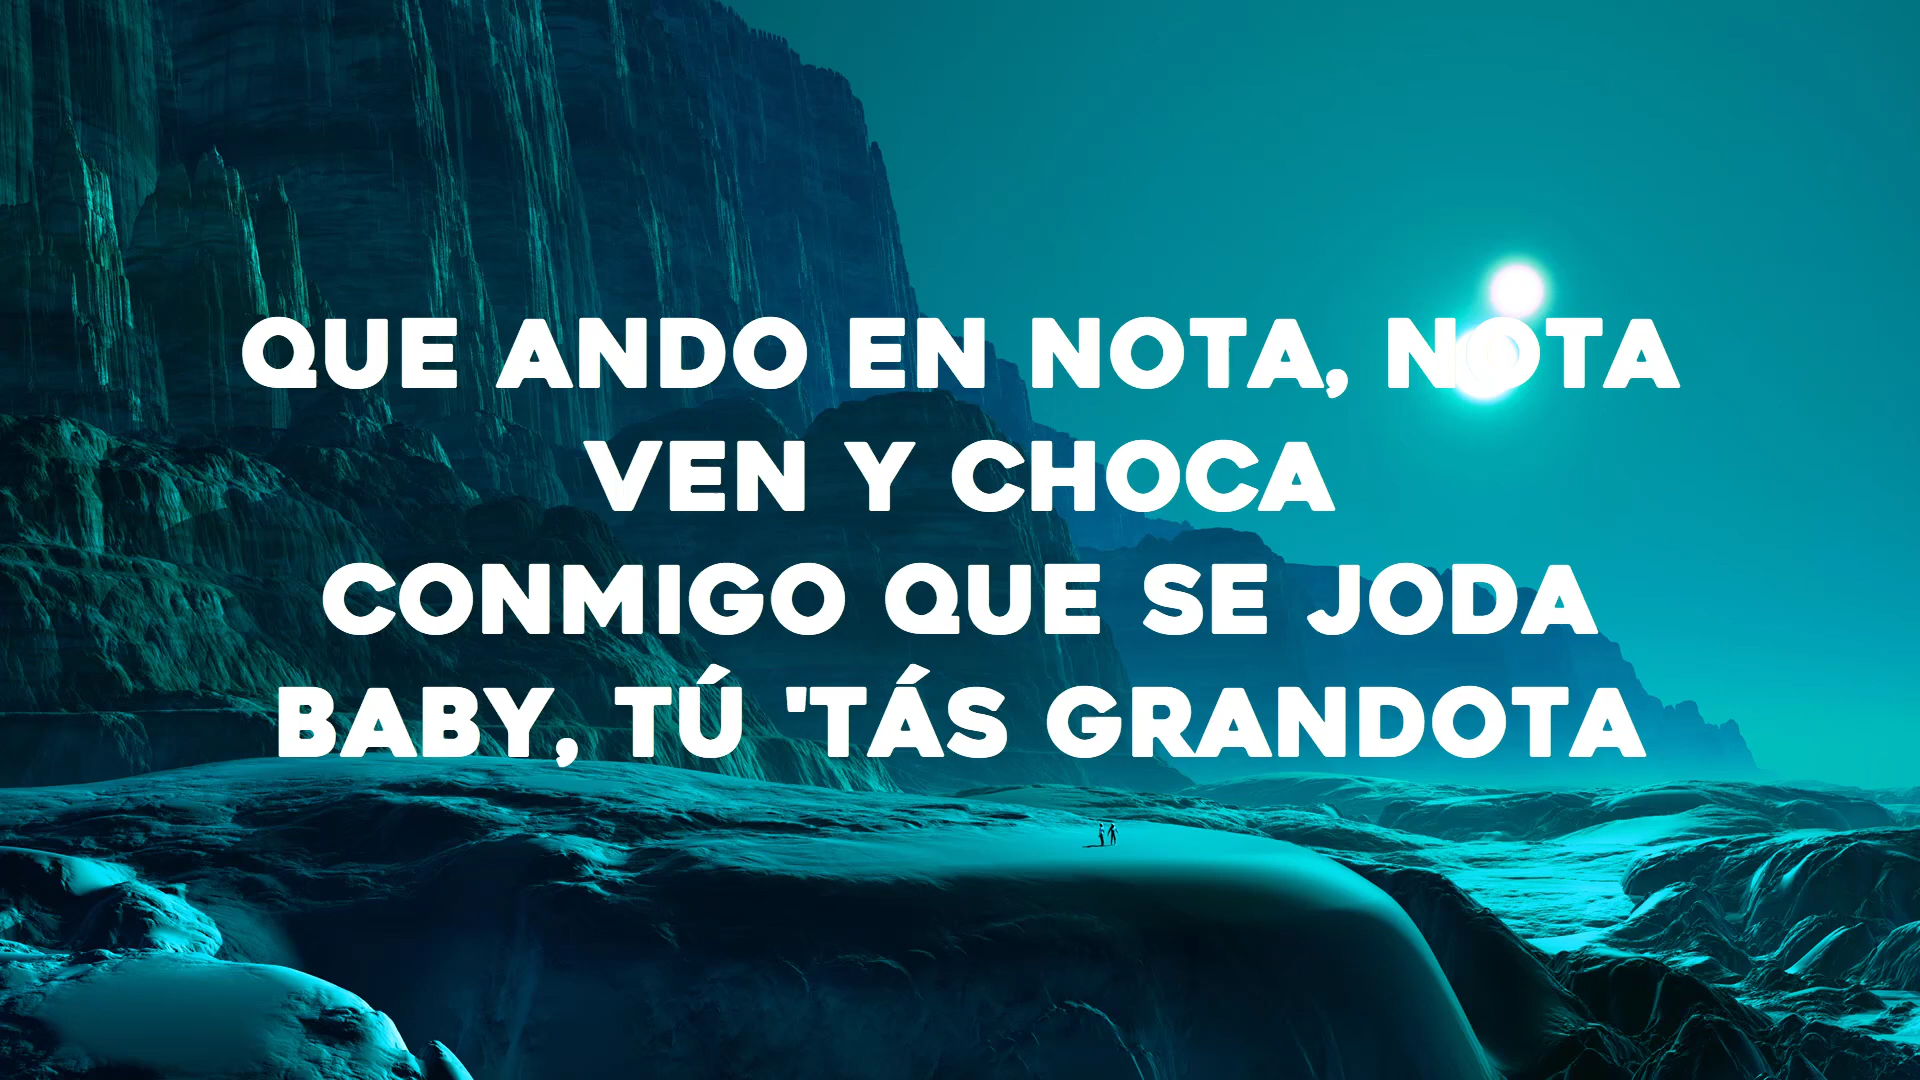 QUE ANDO EN NOTA, NOTA
VEN Y CHOCA
CONMIGO QUE SE JODA
BABY, TÚ 'TÁS GRANDOTA